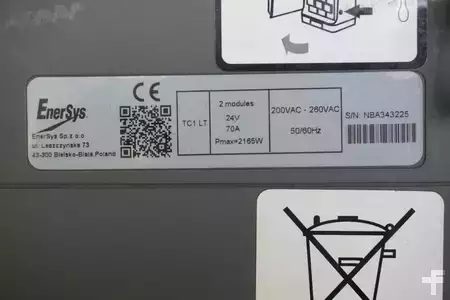 EnerSys
EnerSys Sp.z o.o
ul. Leszczyńska 73
43-300 Bielsko-Biała,Poland
CE
TC1 LT
2 modules
24V
70A
Pmax=2165W
200VAC - 260VAC
50/60Hz
S/N: NBA343225